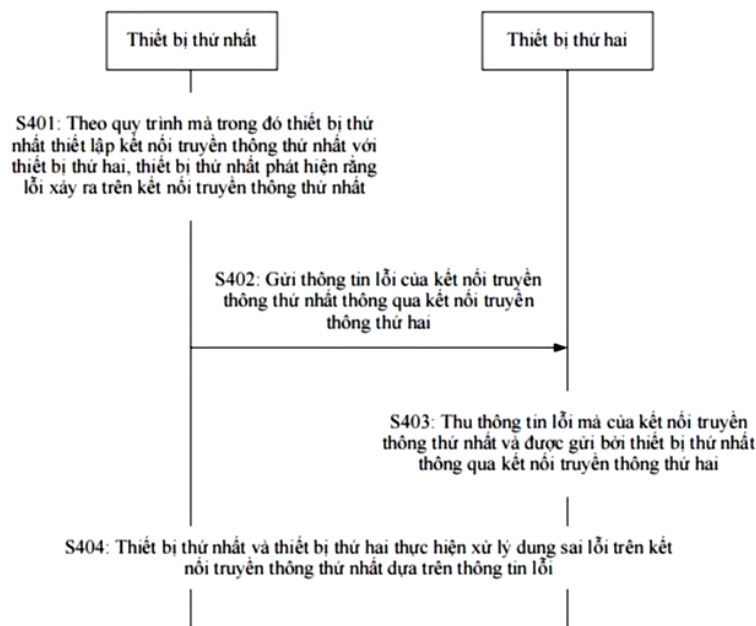 Thiết bị thứ nhất
Thiết bị thứ hai
S401: Theo quy trình mà trong đó thiết bị thứ
nhất thiết lập kết nối truyền thông thứ nhất với
thiết bị thứ hai, thiết bị thứ nhất phát hiện rằng
lỗi xảy ra trên kết nối truyền thông thứ nhất
S402: Gửi thông tin lỗi của kết nối truyền
thông thứ nhất thông qua kết nối truyền
thông thứ hai
S403: Thu thông tin lỗi mà của kết nối truyền
thông thứ nhất và được gửi bởi thiết bị thứ nhất
thông qua kết nối truyền thông thứ hai
S404: Thiết bị thứ nhất và thiết bị thứ hai thực hiện xử lý dung sai lỗi trên kết
nối truyền thông thứ nhất dựa trên thông tin lỗi